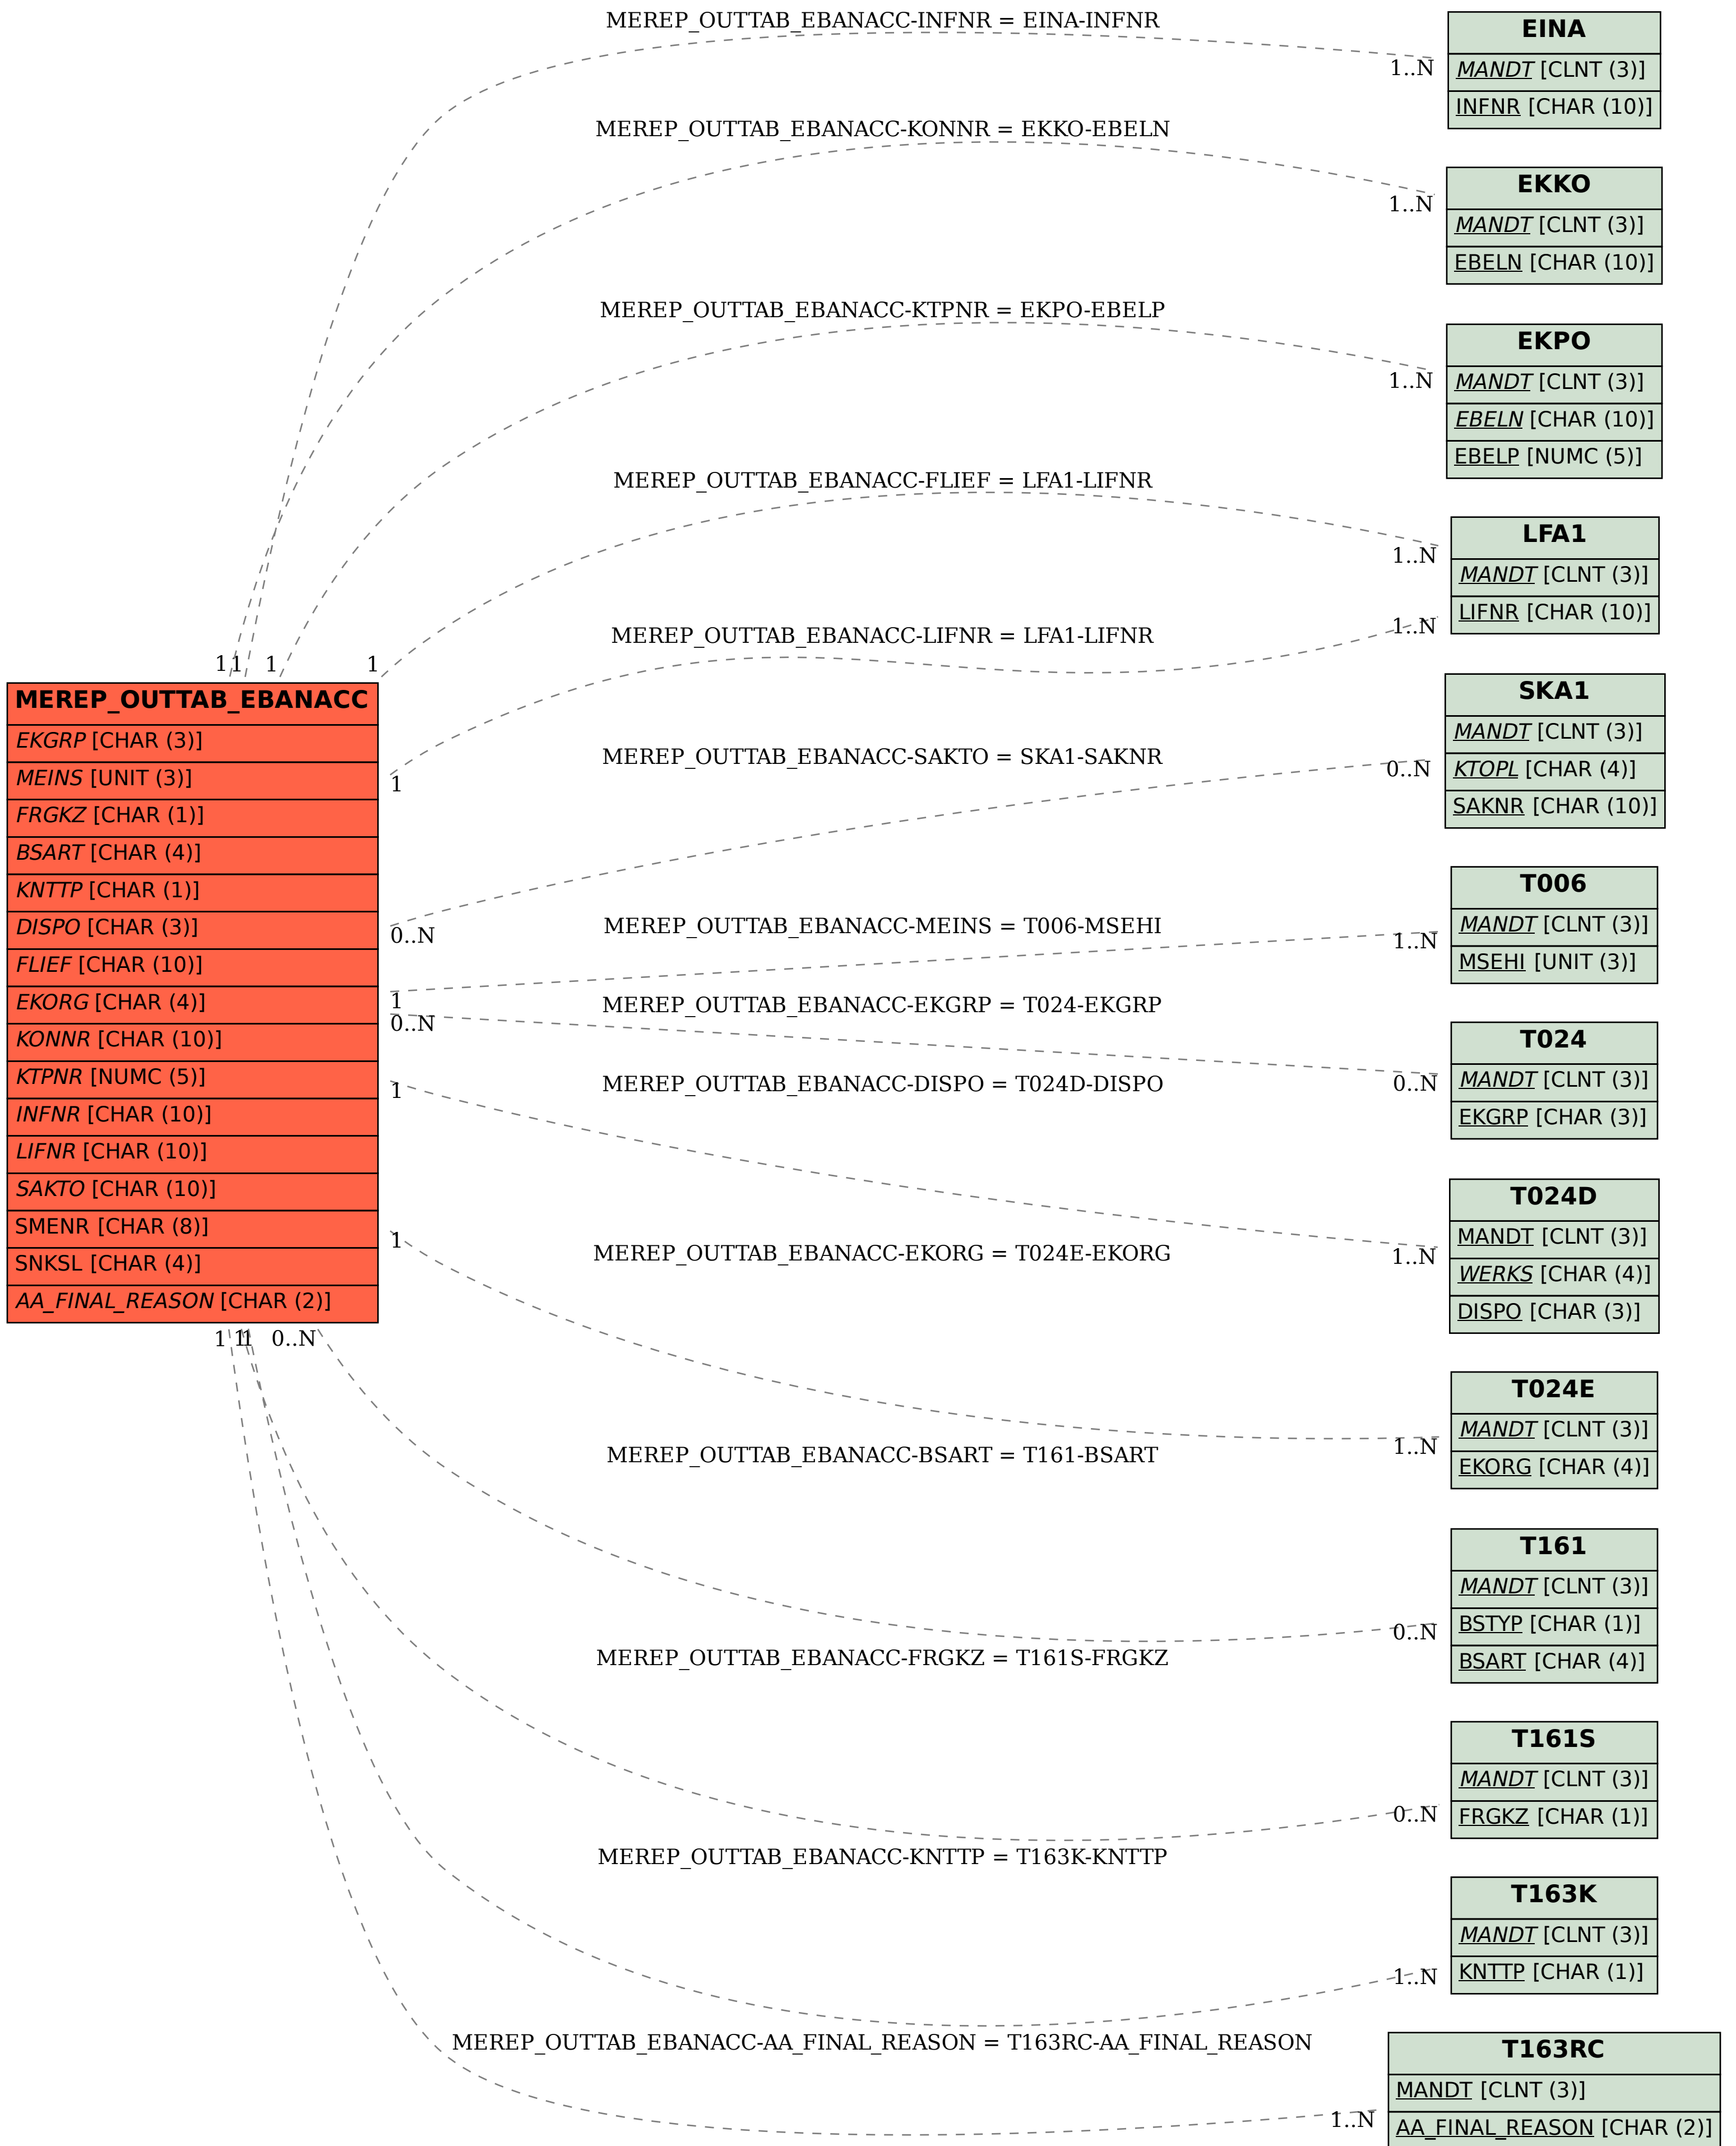 MEREP_OUTTAB_EBANACC-INFNR = EINA-INFNR
1..N
MEREP_OUTTAB_EBANACC-KONNR = EKKO-EBELN
1..N
MEREP_OUTTAB_EBANACC-KTPNR = EKPO-EBELP
1..N
MEREP_OUTTAB_EBANACC-FLIEF = LFA1-LIFNR
1..N
MEREP_OUTTAB_EBANACC-LIFNR = LFA1-LIFNR
1..N
1
1
1
1
MEREP_OUTTAB_EBANACC
EKGRP [CHAR (3)]
MEINS [UNIT (3)]
FRGKZ [CHAR (1)]
BSART [CHAR (4)]
KNTTP [CHAR (1)]
DISPO [CHAR (3)]
FLIEF [CHAR (10)]
EKORG [CHAR (4)]
KONNR [CHAR (10)]
KTPNR [NUMC (5)]
INFNR [CHAR (10)]
LIFNR [CHAR (10)]
SAKTO [CHAR (10)]
SMENR [CHAR (8)]
SNKSL [CHAR (4)]
AA_FINAL_REASON [CHAR (2)]
1
1
1
0..N
1
MEREP_OUTTAB_EBANACC-SAKTO = SKA1-SAKNR
0..N
0..N
MEREP_OUTTAB_EBANACC-MEINS = T006-MSEHI
1..N
1
MEREP_OUTTAB_EBANACC-EKGRP = T024-EKGRP
0..N
0..N
MEREP_OUTTAB_EBANACC-DISPO = T024D-DISPO
1
1..N
MEREP_OUTTAB_EBANACC-EKORG = T024E-EKORG
1
1..N
MEREP_OUTTAB_EBANACC-BSART = T161-BSART
0..N
MEREP_OUTTAB_EBANACC-FRGKZ = T161S-FRGKZ
0..N
MEREP_OUTTAB_EBANACC-KNTTP = T163K-KNTTP
1..N
MEREP_OUTTAB_EBANACC-AA_FINAL_REASON = T163RC-AA_FINAL_REASON
1..N
EINA
MANDT [CLNT (3)]
INFNR [CHAR (10)]
EKKO
MANDT [CLNT (3)]
EBELN [CHAR (10)]
EKPO
MANDT [CLNT (3)]
EBELN [CHAR (10)]
EBELP [NUMC (5)]
LFA1
MANDT [CLNT (3)]
LIFNR [CHAR (10)]
SKA1
MANDT [CLNT (3)]
KTOPL [CHAR (4)]
SAKNR [CHAR (10)]
T006
MANDT [CLNT (3)]
MSEHI [UNIT (3)]
T024
MANDT [CLNT (3)]
EKGRP [CHAR (3)]
T024D
MANDT [CLNT (3)]
WERKS [CHAR (4)]
DISPO [CHAR (3)]
T024E
MANDT [CLNT (3)]
EKORG [CHAR (4)]
T161
MANDT [CLNT (3)]
BSTYP [CHAR (1)]
BSART [CHAR (4)]
T161S
MANDT [CLNT (3)]
FRGKZ [CHAR (1)]
T163K
MANDT [CLNT (3)]
KNTTP [CHAR (1)]
T163RC
MANDT [CLNT (3)]
AA_FINAL_REASON [CHAR (2)]